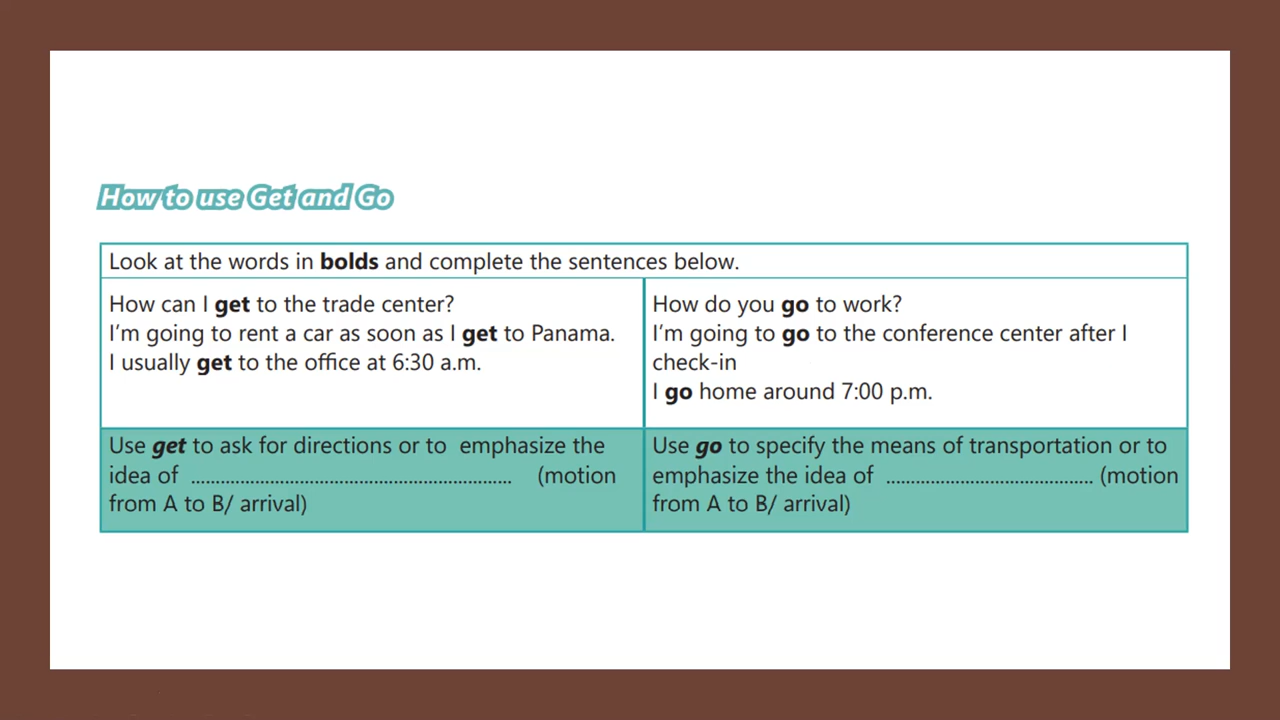 How to use Get and Go
Look at the words in bolds and complete the sentences below.
How can I get to the trade center?
I'm going to rent a car as soon as I get to Panama.
I usually get to the office at 6:30 a.m.
How do you go to work?
I'm going to go to the conference center after I
check-in
I go home around 7:00 p.m.
Use get to ask for directions or to emphasize the
idea of ................................................................. (motion
from A to B/ arrival)
Use go to specify the means of transportation or to
emphasize the idea of .......................................... (motion
from A to B/ arrival)